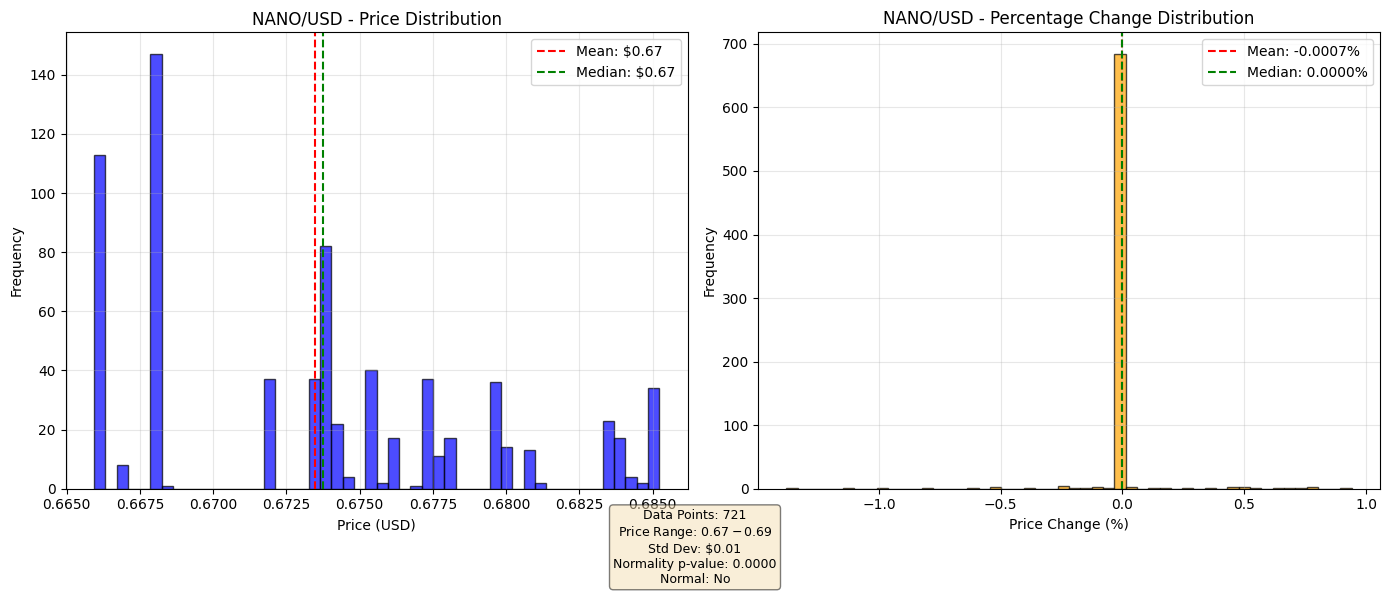 NANO/USD - Price Distribution
Frequency
140
120
100
80
60
40
20
0
0.6650 0.6675 0.6700 0.6725 0.6750 0.6775 0.6800 0.6825 0.6850
Price (USD)
Mean: $0.67
Median: $0.67
NANO/USD - Percentage Change Distribution
Frequency
700
600
500
400
300
200
100
0
−1.0 −0.5 0.0 0.5 1.0
Price Change (%)
Mean: -0.0007%
Median: 0.0000%
Data Points: 721
Price Range: 0.67 − 0.69
Std Dev: $0.01
Normality p-value: 0.0000
Normal: No